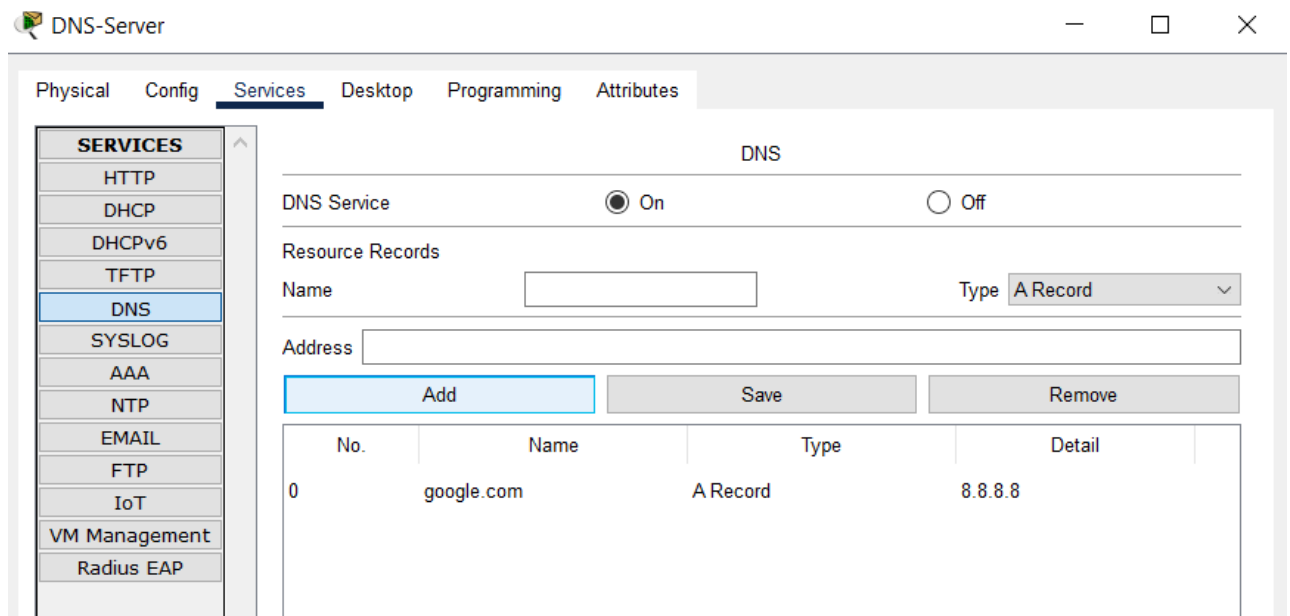 DNS-Server
Physical Config Services Desktop Programming Attributes
SERVICES
HTTP
DHCP
DHCPv6
TFTP
DNS
SYSLOG
AAA
NTP
EMAIL
FTP
IoT
VM Management
Radius EAP
DNS
DNS Service On Off
Resource Records
Name Type A Record
Address
Add Save Remove
No. Name Type Detail
0 google.com A Record 8.8.8.8